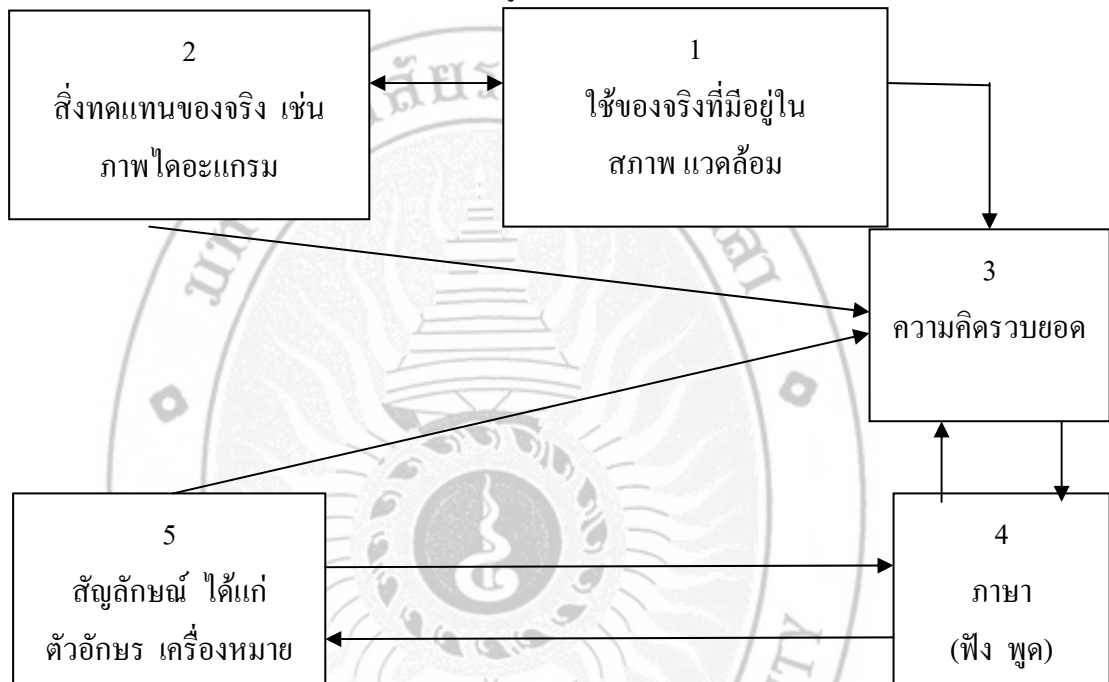 2
สิ่งทดแทนของจริง เช่น
ภาพไดอะแกรม
1
ใช้ของจริงที่มีอยู่ใน
สภาพ แวดล้อม
3
ความคิดรวบยอด
5
สัญลักษณ์ ได้แก่
ตัวอักษร เครื่องหมาย
4
ภาษา
(ฟัง พูด)